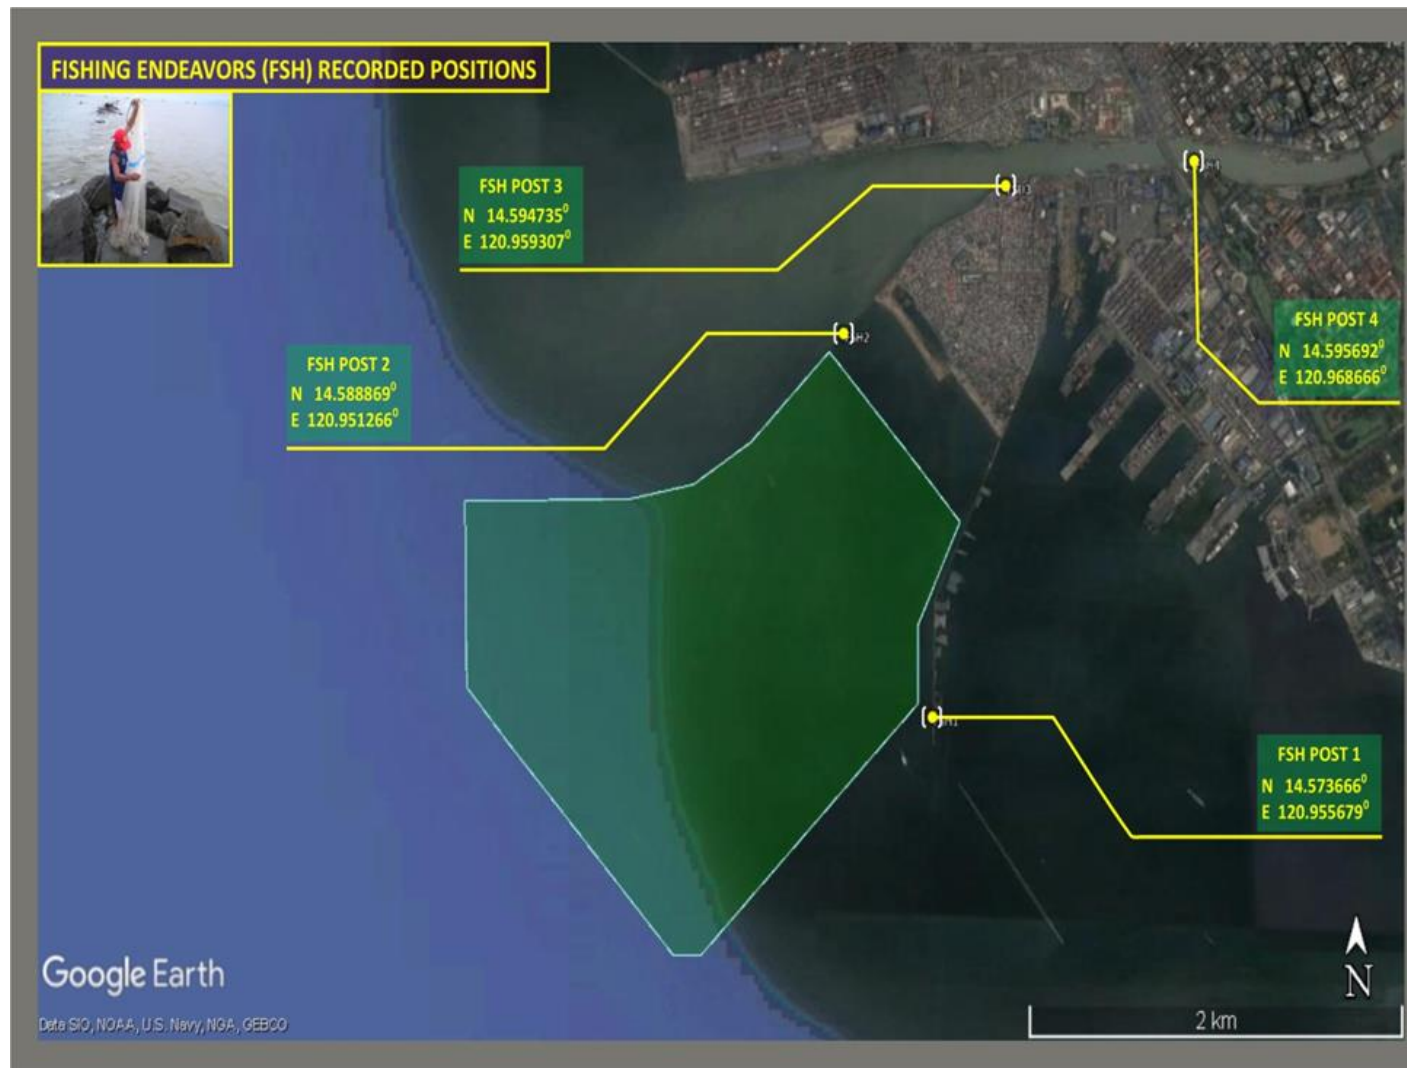 FISHING ENDEAVORS (FSH) RECORDED POSITIONS
FSH POST 3
N 14.594735⁰
E 120.959307⁰
FSH POST 4
N 14.595692⁰
E 120.968666⁰
FSH POST 2
N 14.588869⁰
E 120.951266⁰
FSH POST 1
N 14.573666⁰
E 120.955679⁰
Google Earth
Data SIO, NOAA, U.S. Navy, NGA, GEBCO
N
2 km